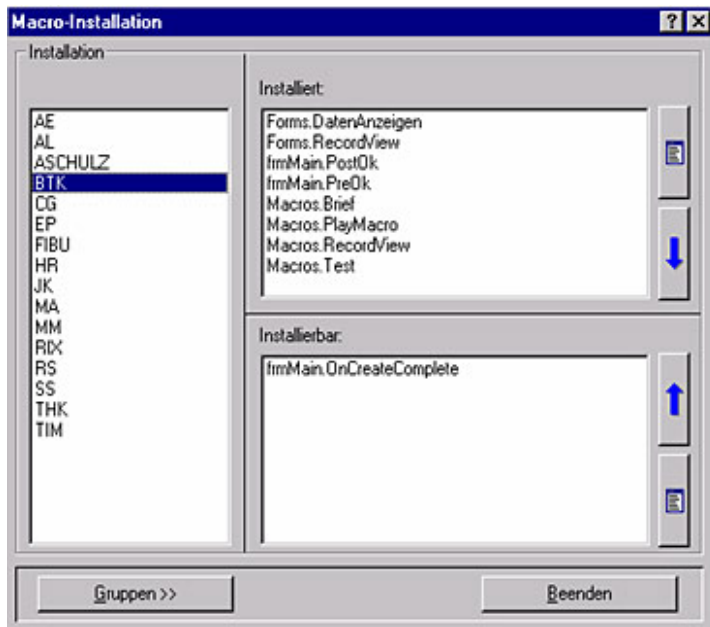 Macro-Installation
Installation
AE
AL
ASCHULZ
BTK
CG
EP
FIBU
HR
JK
MA
MM
RIX
RS
SS
THK
TIM
Installiert:
Forms.DatenAnzeigen
Forms.RecordView
frmMain.PostOk
frmMain.PreOk
Macros.Brief
Macros.PlayMacro
Macros.RecordView
Macros.Test
Installierbar:
frmMain.OnCreateComplete
Gruppen >>
Beenden